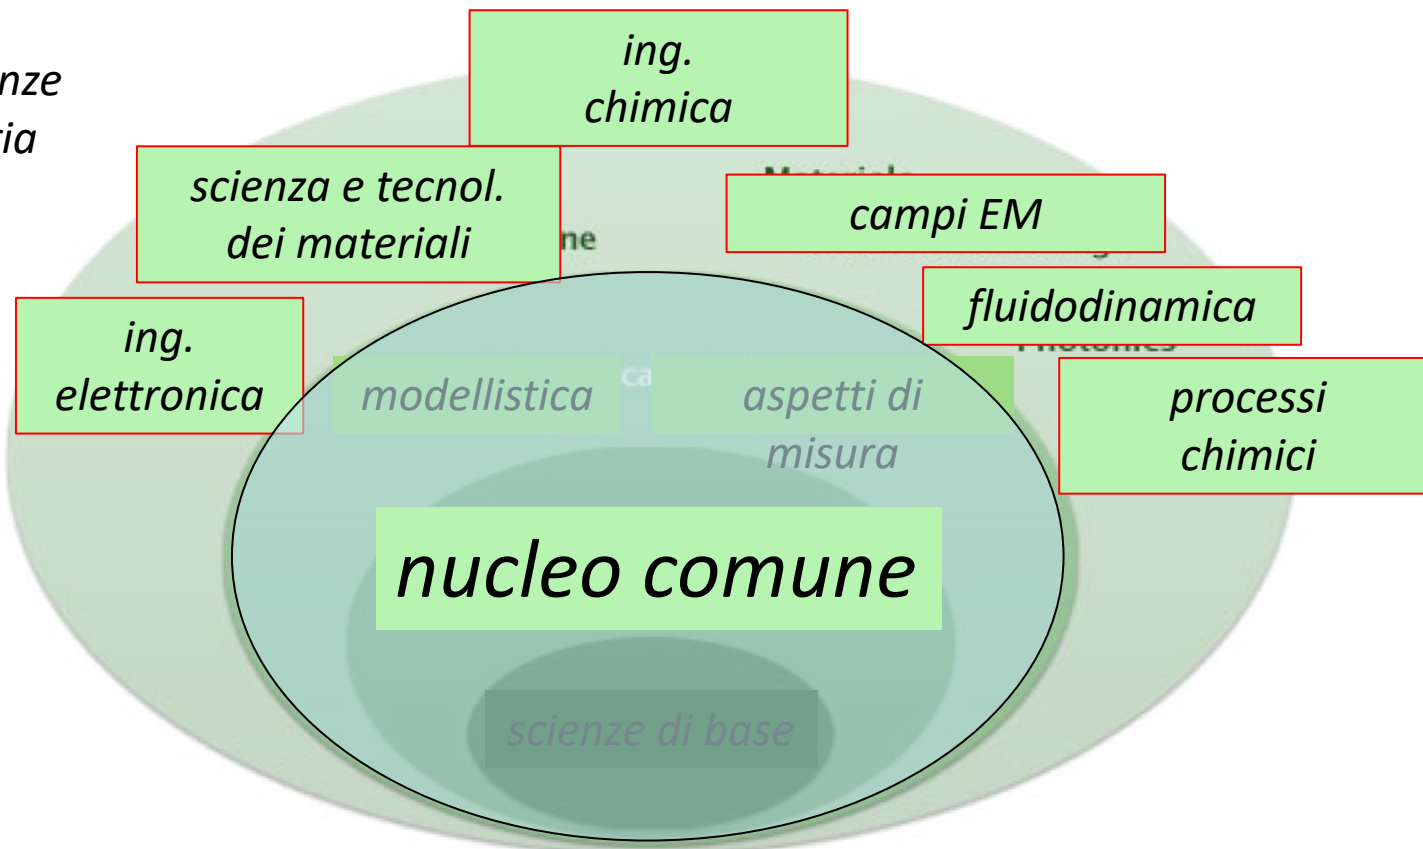 ing.
chimica
scienza e tecnol.
dei materiali
campi EM
fluidodinamica
ing.
elettronica
modellistica
aspetti di
misura
processi
chimici
nucleo comune
scienze di base